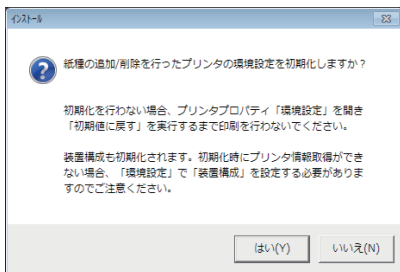 インストール
紙種の追加/削除を行ったプリンタの環境設定を初期化しますか？
初期化を行わない場合、プリンタプロパティ「環境設定」を開き
「初期値に戻す」を実行するまで印刷を行わないでください。
装置構成も初期化されます。初期化時にプリンタ情報取得ができ
ない場合、「環境設定」で「装置構成」を設定する必要がありま
すのでご注意ください。
はい(Y)
いいえ(N)